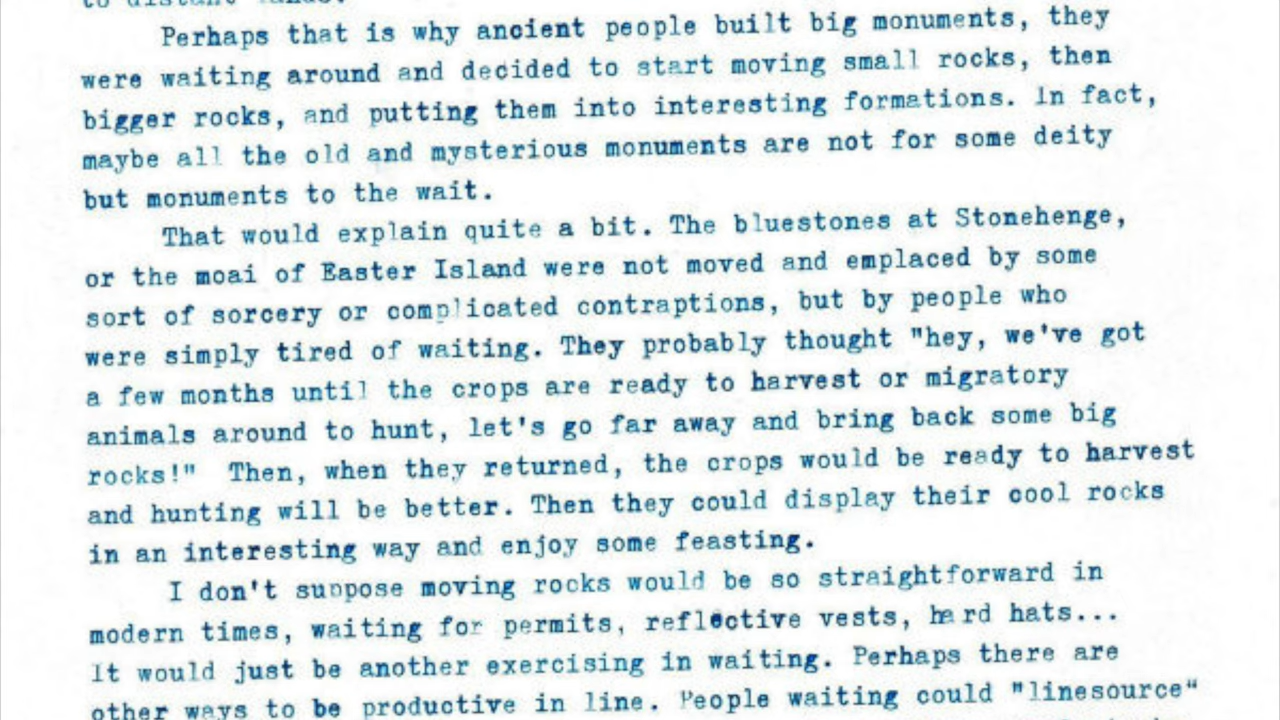 to distant lands.
Perhaps that is why ancient people built big monuments, they
were waiting around and decided to start moving small rocks, then
bigger rocks, and putting them into interesting formations. In fact,
maybe all the old and mysterious monuments are not for some deity
but monuments to the wait.
That would explain quite a bit. The bluestones at Stonehenge,
or the moai of Easter Island were not moved and emplaced by some
sort of sorcery or complicated contraptions, but by people who
were simply tired of waiting. They probably thought "hey, we've got
a few months until the crops are ready to harvest or migratory
animals around to hunt, let's go far away and bring back some big
rocks!"  Then, when they returned, the crops would be ready to harvest
and hunting will be better. Then they could display their cool rocks
in an interesting way and enjoy some feasting.
I don't suppose moving rocks would be so straightforward in
modern times, waiting for permits, reflective vests, hard hats...
It would just be another exercising in waiting. Perhaps there are
other ways to be productive in line. People waiting could "linesource"